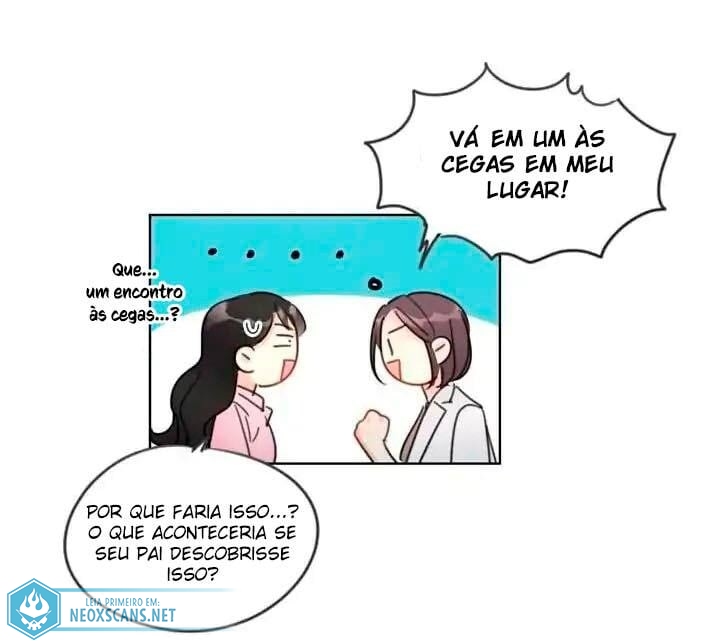 VÁ EM UM ÀS
CEGAS EM MEU
LUGAR!
Que...
um encontro
às cegas...?
POR QUE FARIA ISSO...?
O QUE ACONTECERIA SE
SEU PAI DESCOBRISSE
ISSO?
LEIA PRIMEIRO EM:
NEOXSCANS.NET